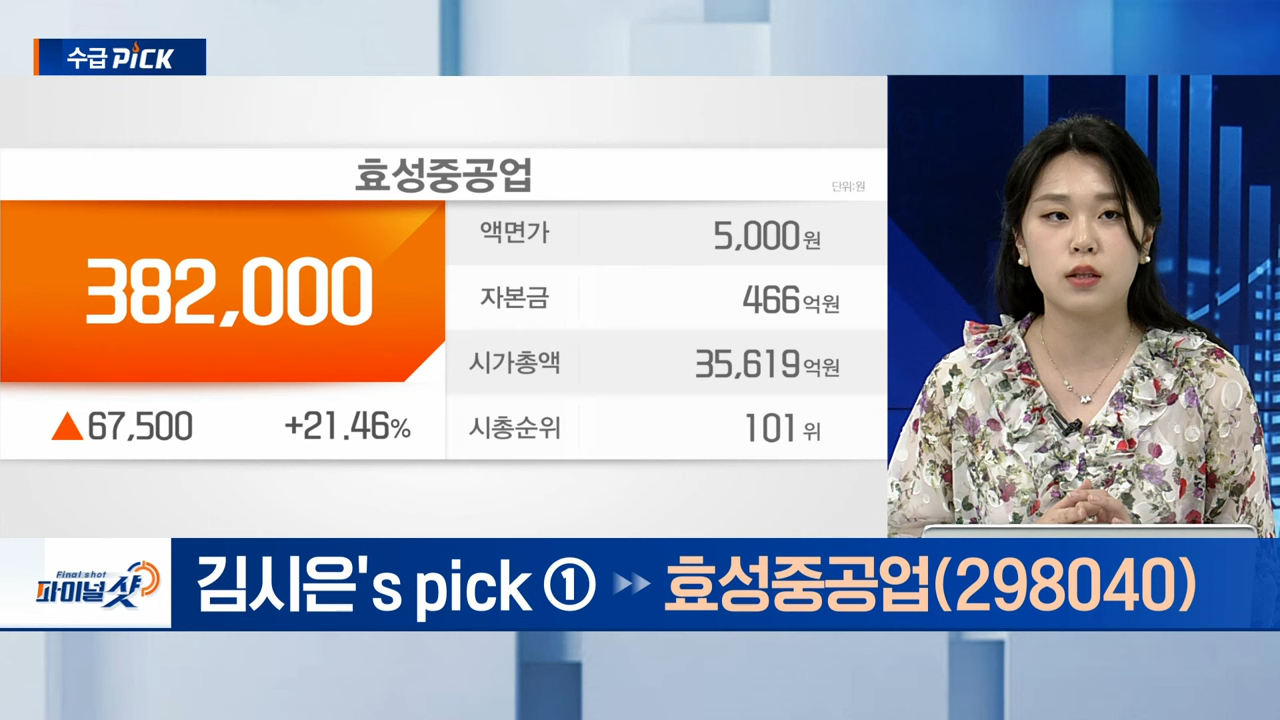 수급 PiCK
효성중공업
단위:원
382,000
▲67,500 +21.46%
액면가 5,000원
자본금 466억원
시가총액 35,619억원
시총순위 101위
Final shot
파이널샷
김시은's pick ① ▶▶ 효성중공업(298040)